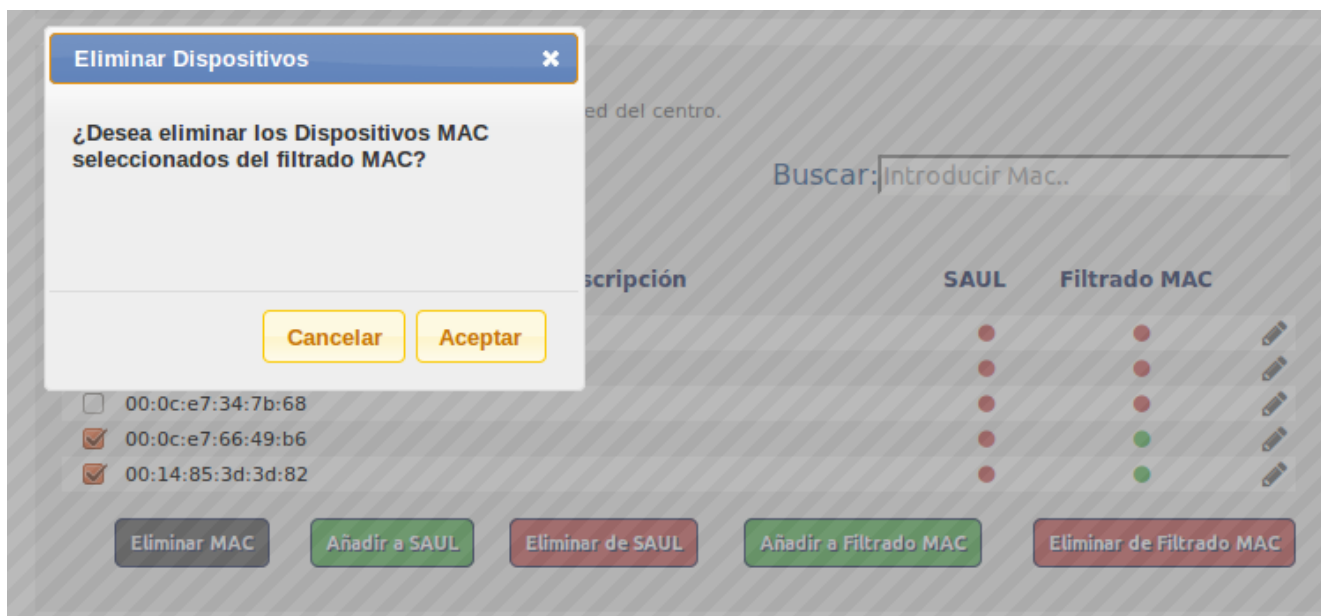 Eliminar Dispositivos
¿Desea eliminar los Dispositivos MAC
seleccionados del filtrado MAC?
Cancelar Aceptar
ed del centro.
Buscar: Introducir Mac..
scripción SAUL Filtrado MAC
00:0c:e7:34:7b:68
00:0c:e7:66:49:b6
00:14:85:3d:3d:82
Eliminar MAC Añadir a SAUL Eliminar de SAUL Añadir a Filtrado MAC Eliminar de Filtrado MAC